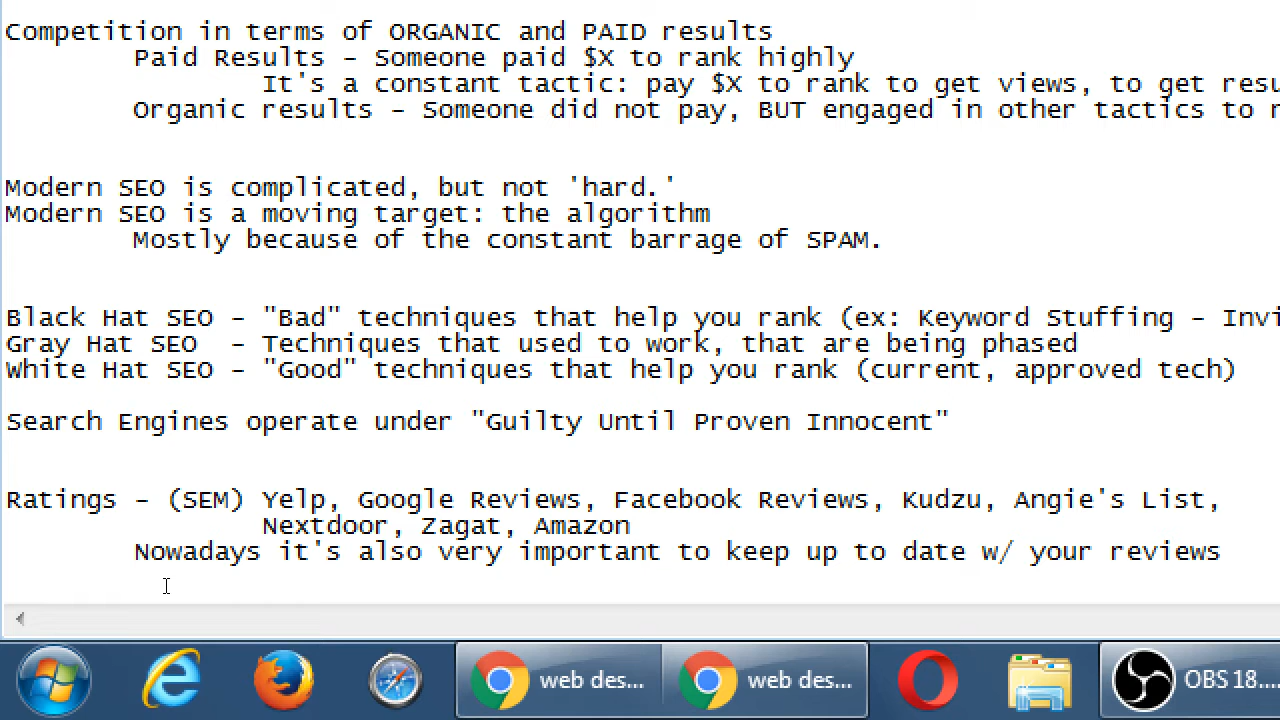 Competition in terms of ORGANIC and PAID results
Paid Results - Someone paid $X to rank highly
It's a constant tactic: pay $X to rank to get views, to get resu
Organic results - Someone did not pay, BUT engaged in other tactics to r
Modern SEO is complicated, but not 'hard.'
Modern SEO is a moving target: the algorithm
Mostly because of the constant barrage of SPAM.
Black Hat SEO - "Bad" techniques that help you rank (ex: Keyword Stuffing - Invi
Gray Hat SEO - Techniques that used to work, that are being phased
White Hat SEO - "Good" techniques that help you rank (current, approved tech)
Search Engines operate under "Guilty Until Proven Innocent"
Ratings - (SEM) Yelp, Google Reviews, Facebook Reviews, Kudzu, Angie's List,
Nextdoor, Zagat, Amazon
Nowadays it's also very important to keep up to date w/ your reviews
web des... web des... OBS 18....